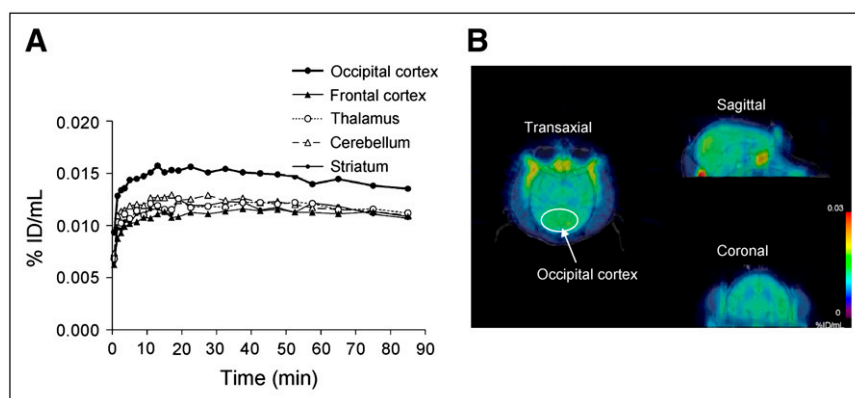 A
Occipital cortex
Frontal cortex
Thalamus
Cerebellum
Striatum
0.020
0.015
0.010
0.005
0.000
% ID/mL
0 10 20 30 40 50 60 70 80 90
Time (min)
B
Transaxial
Sagittal
Occipital cortex
Coronal
0.03
0
%ID/mL